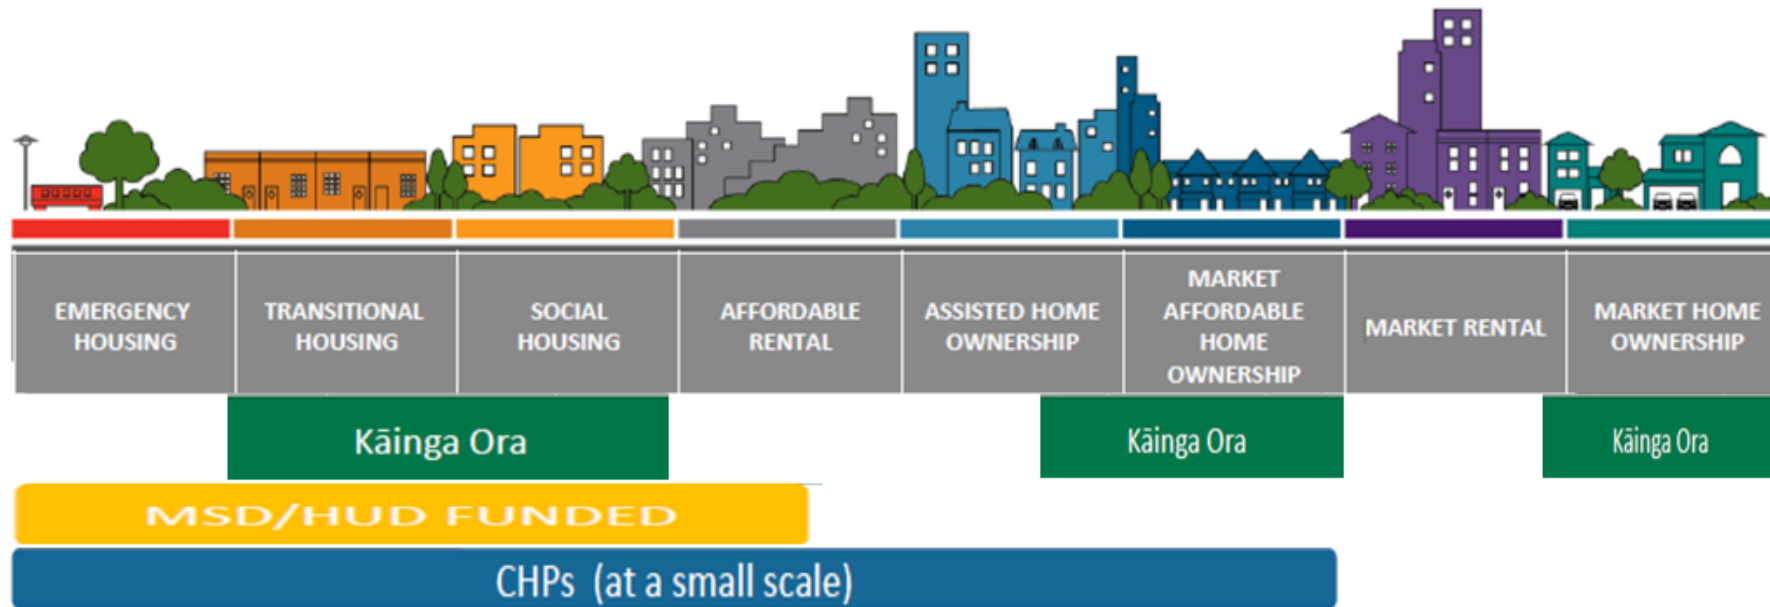 EMERGENCY
HOUSING
TRANSITIONAL
HOUSING
SOCIAL
HOUSING
AFFORDABLE
RENTAL
ASSISTED HOME
OWNERSHIP
MARKET
AFFORDABLE
HOME
OWNERSHIP
MARKET RENTAL
MARKET HOME
OWNERSHIP
Kāinga Ora
Kāinga Ora
Kāinga Ora
MSD/HUD FUNDED
CHPs (at a small scale)